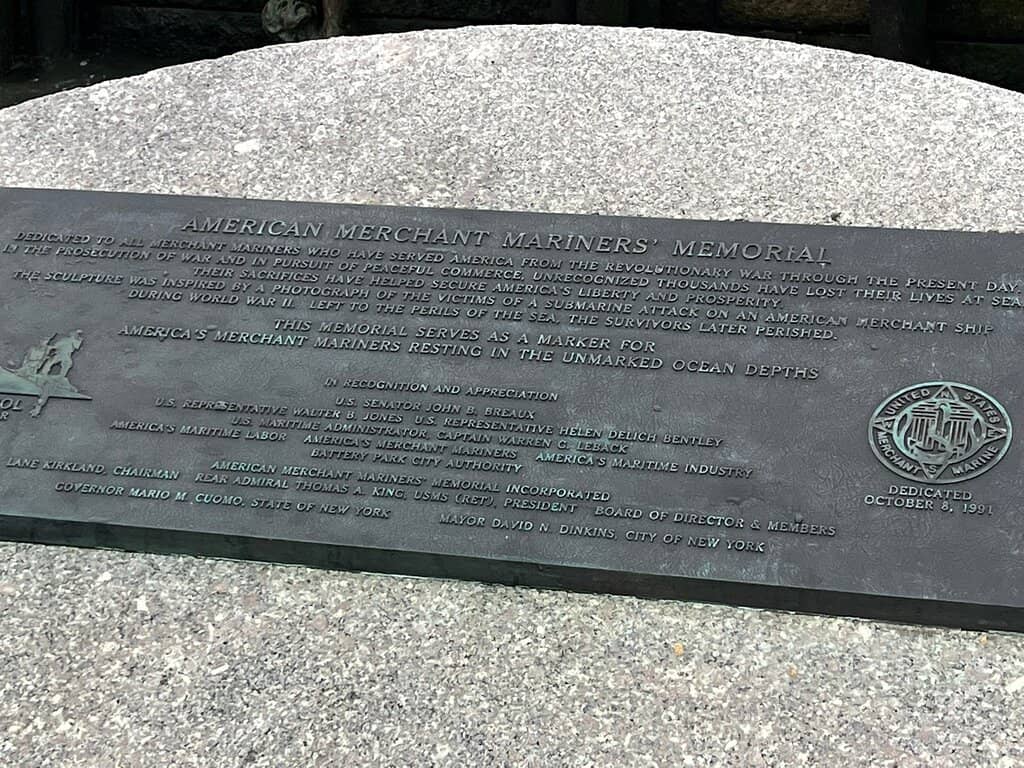 AMERICAN MERCHANT MARINERS' MEMORIAL
DEDICATED TO ALL MERCHANT MARINERS WHO HAVE SERVED AMERICA FROM THE REVOLUTIONARY WAR THROUGH THE PRESENT DAY
IN THE PROSECUTION OF WAR AND IN PURSUIT OF PEACEFUL COMMERCE. UNRECOGNIZED THOUSANDS HAVE LOST THEIR LIVES AT SEA.
THEIR SACRIFICES HAVE HELPED SECURE AMERICA'S LIBERTY AND PROSPERITY.
THE SCULPTURE WAS INSPIRED BY A PHOTOGRAPH OF THE VICTIMS OF A SUBMARINE ATTACK ON AN AMERICAN MERCHANT SHIP
DURING WORLD WAR II. LEFT TO THE PERILS OF THE SEA, THE SURVIVORS LATER PERISHED.
THIS MEMORIAL SERVES AS A MARKER FOR
AMERICA'S MERCHANT MARINERS RESTING IN THE UNMARKED OCEAN DEPTHS
IN RECOGNITION AND APPRECIATION
U.S. SENATOR JOHN B. BREAUX
U.S. REPRESENTATIVE WALTER B. JONES U.S. REPRESENTATIVE HELEN DELICH BENTLEY
U.S. MARITIME ADMINISTRATOR, CAPTAIN WARREN G. LEBACK
AMERICA'S MARITIME LABOR AMERICA'S MERCHANT MARINERS AMERICA'S MARITIME INDUSTRY
BATTERY PARK CITY AUTHORITY
AMERICAN MERCHANT MARINERS' MEMORIAL INCORPORATED
LANE KIRKLAND, CHAIRMAN REAR ADMIRAL THOMAS A. KING, USMS (RET), PRESIDENT BOARD OF DIRECTOR & MEMBERS
GOVERNOR MARIO M. CUOMO, STATE OF NEW YORK MAYOR DAVID N. DINKINS, CITY OF NEW YORK
UNITED STATES
MERCHANT MARINE
DEDICATED
OCTOBER 8, 1991